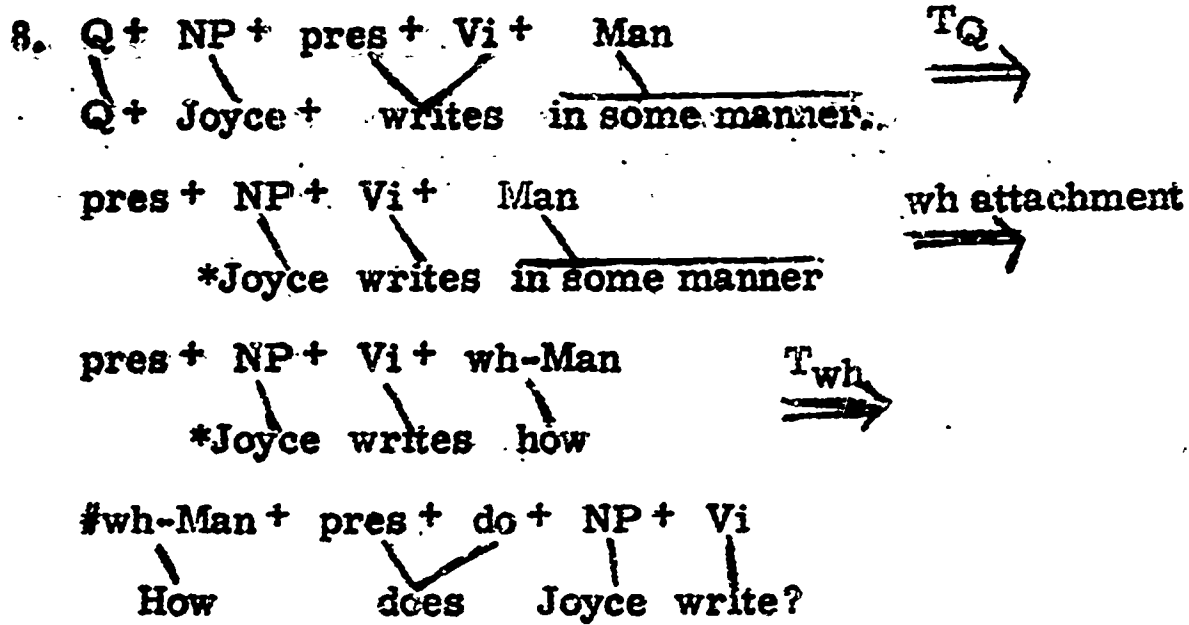 8. Q + NP + pres + Vi + Man T_Q
Q + Joyce + writes in some manner.
pres + NP + Vi + Man wh attachment
*Joyce writes in some manner
pres + NP + Vi + wh-Man T_wh
*Joyce writes how
#wh-Man + pres + do + NP + Vi
How does Joyce write?